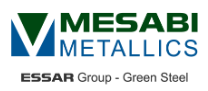 MESABI
METALLICS
ESSAR Group - Green Steel